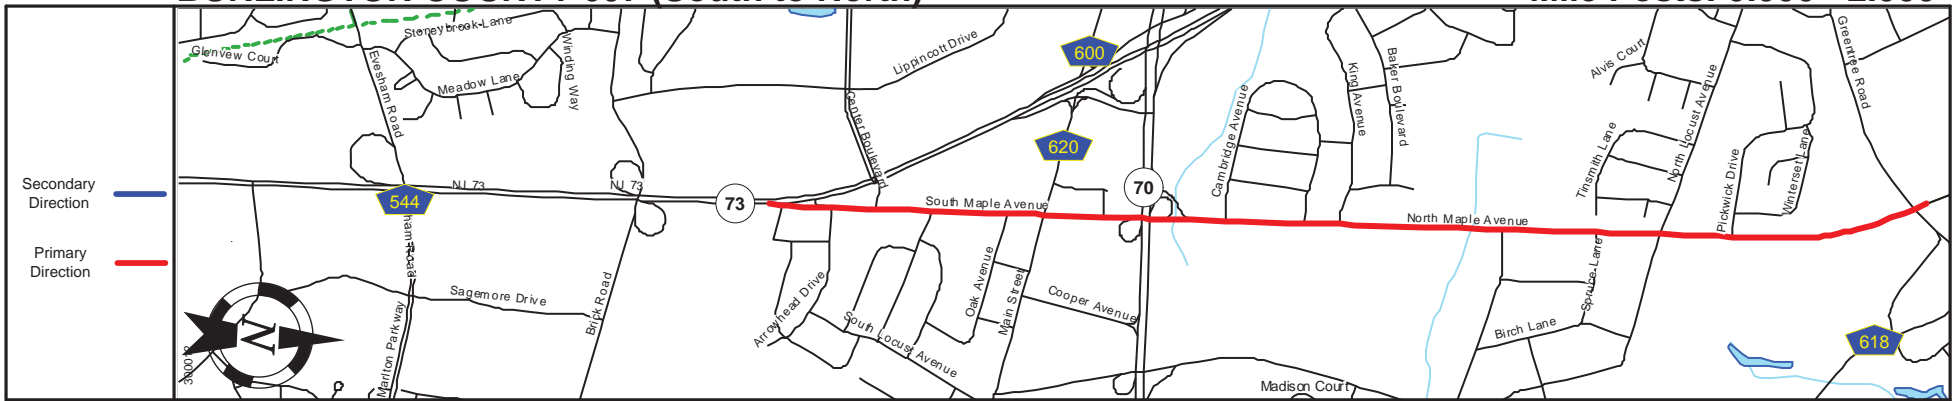 Secondary
Direction
Primary
Direction
Glenview Court
Stoneybrook Lane
Evesham Road
Meadow Lane
Winding Way
Lippincott Drive
Center Boulevard
600
620
544
NJ 73
NJ 73
73
70
South Maple Avenue
North Maple Avenue
Cambridge Avenue
King Avenue
Baker Boulevard
Alvis Court
North Locust Avenue
Greentree Road
Tinsmith Lane
Pickwick Drive
Winterset Lane
Sagemore Drive
Marlton Parkway
Brick Road
Arrowhead Drive
South Locust Avenue
Oak Avenue
Main Street
Cooper Avenue
Madison Court
Birch Lane
Spruce Lane
618
N